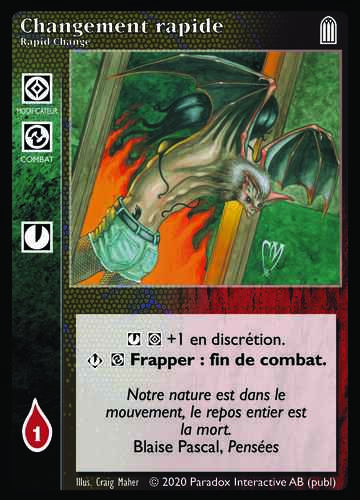 Changement rapide
Rapid Change
MODIFICATEUR
COMBAT
CM
+1 en discrétion.
Frapper : fin de combat.
Notre nature est dans le
mouvement, le repos entier est
la mort.
Blaise Pascal, Pensées
1
Illus. Craig Maher © 2020 Paradox Interactive AB (publ)